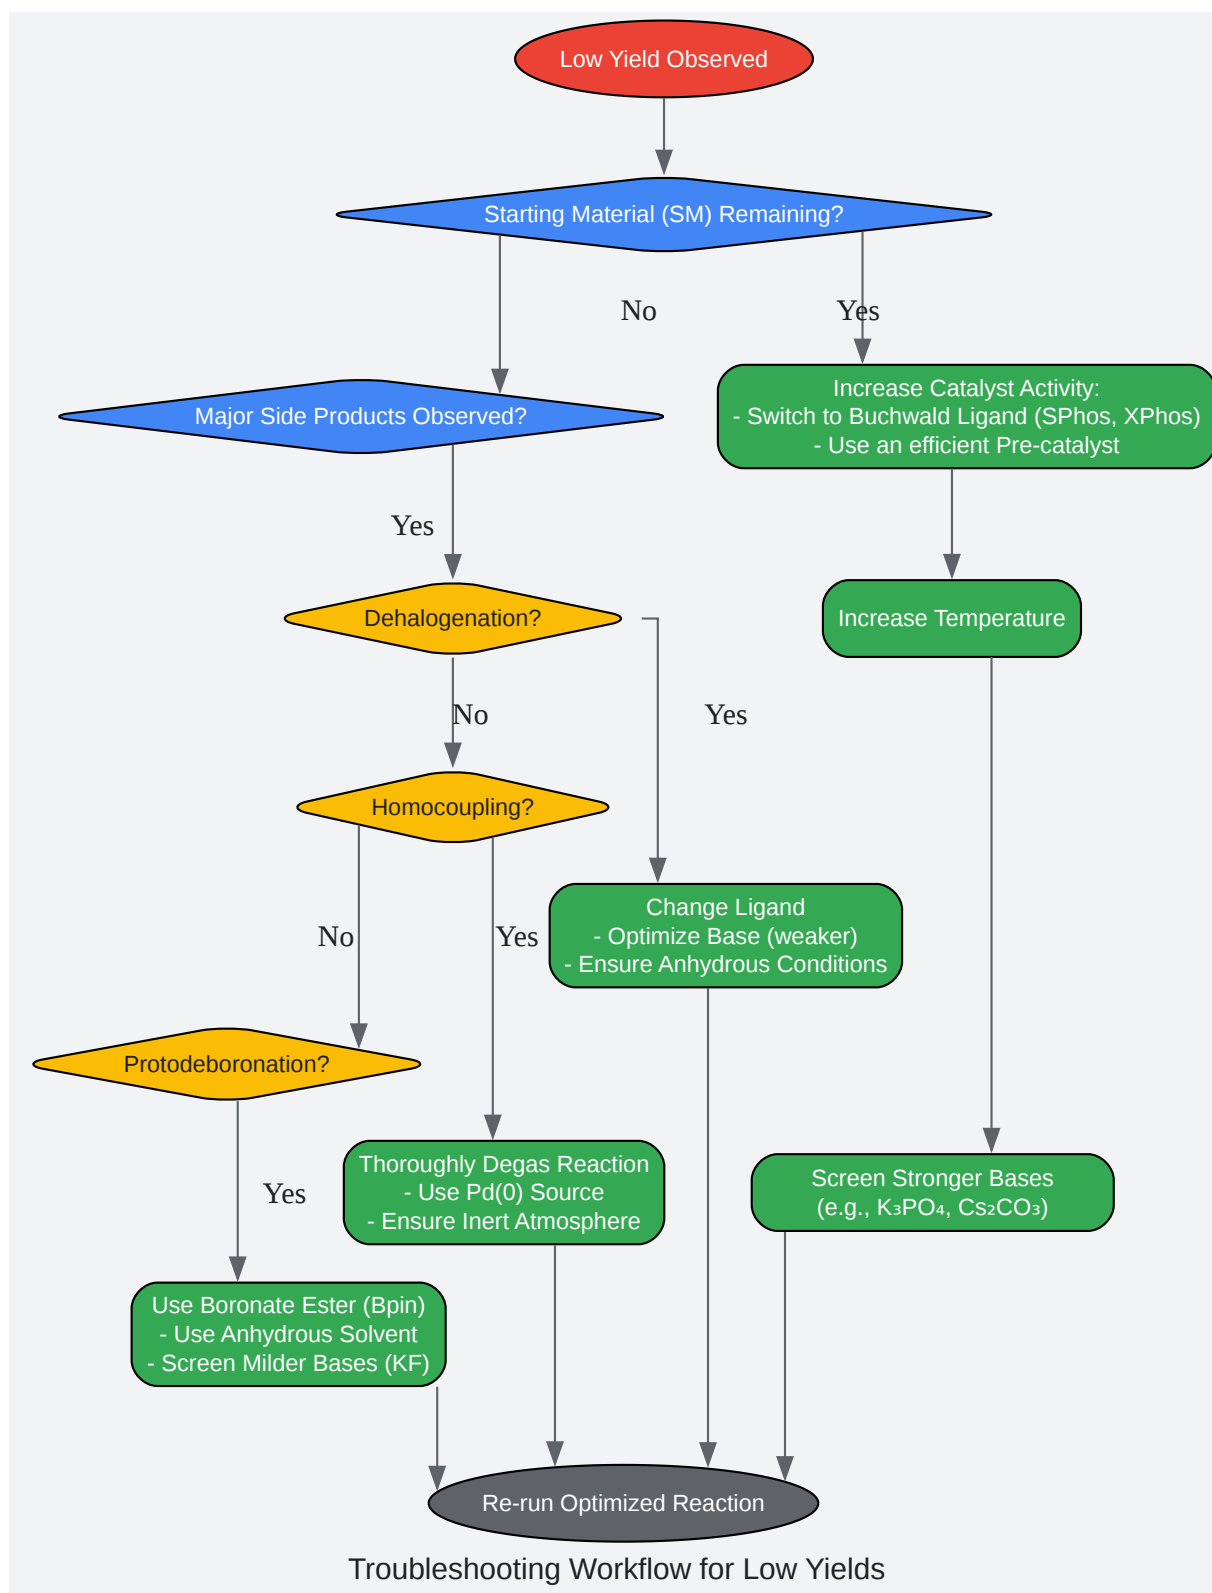 Low Yield Observed
Starting Material (SM) Remaining?
No
Yes
Major Side Products Observed?
Increase Catalyst Activity:
- Switch to Buchwald Ligand (SPhos, XPhos)
- Use an efficient Pre-catalyst
Yes
Dehalogenation?
Increase Temperature
No
Yes
Homocoupling?
Change Ligand
- Optimize Base (weaker)
- Ensure Anhydrous Conditions
No
Yes
Protodeboronation?
Thoroughly Degas Reaction
- Use Pd(0) Source
- Ensure Inert Atmosphere
Screen Stronger Bases
(e.g., K₃PO₄, Cs₂CO₃)
Yes
Use Boronate Ester (Bpin)
- Use Anhydrous Solvent
- Screen Milder Bases (KF)
Re-run Optimized Reaction
Troubleshooting Workflow for Low Yields